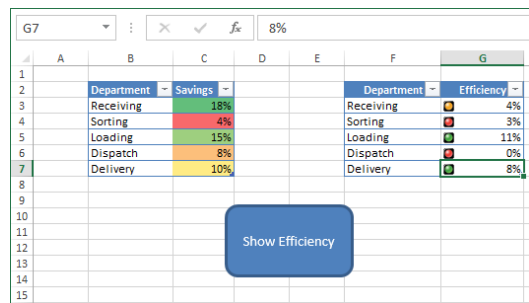 G7 fx 8%
A B C D E F G
1
2 Department Savings Department Efficiency
3 Receiving 18% Receiving 4%
4 Sorting 4% Sorting 3%
5 Loading 15% Loading 11%
6 Dispatch 8% Dispatch 0%
7 Delivery 10% Delivery 8%
8
9
10
11
12 Show Efficiency
13
14
15